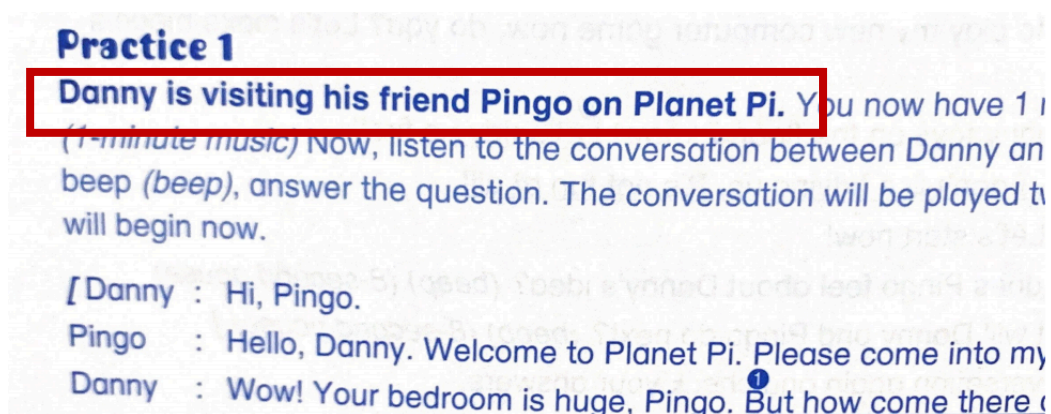 Practice 1
Danny is visiting his friend Pingo on Planet Pi. You now have 1
(1-minute music) Now, listen to the conversation between Danny
beep (beep), answer the question. The conversation will be played
will begin now.
[ Danny : Hi, Pingo.
Pingo : Hello, Danny. Welcome to Planet Pi. Please come into my
Danny : Wow! Your bedroom is huge, Pingo. ❶ But how come there